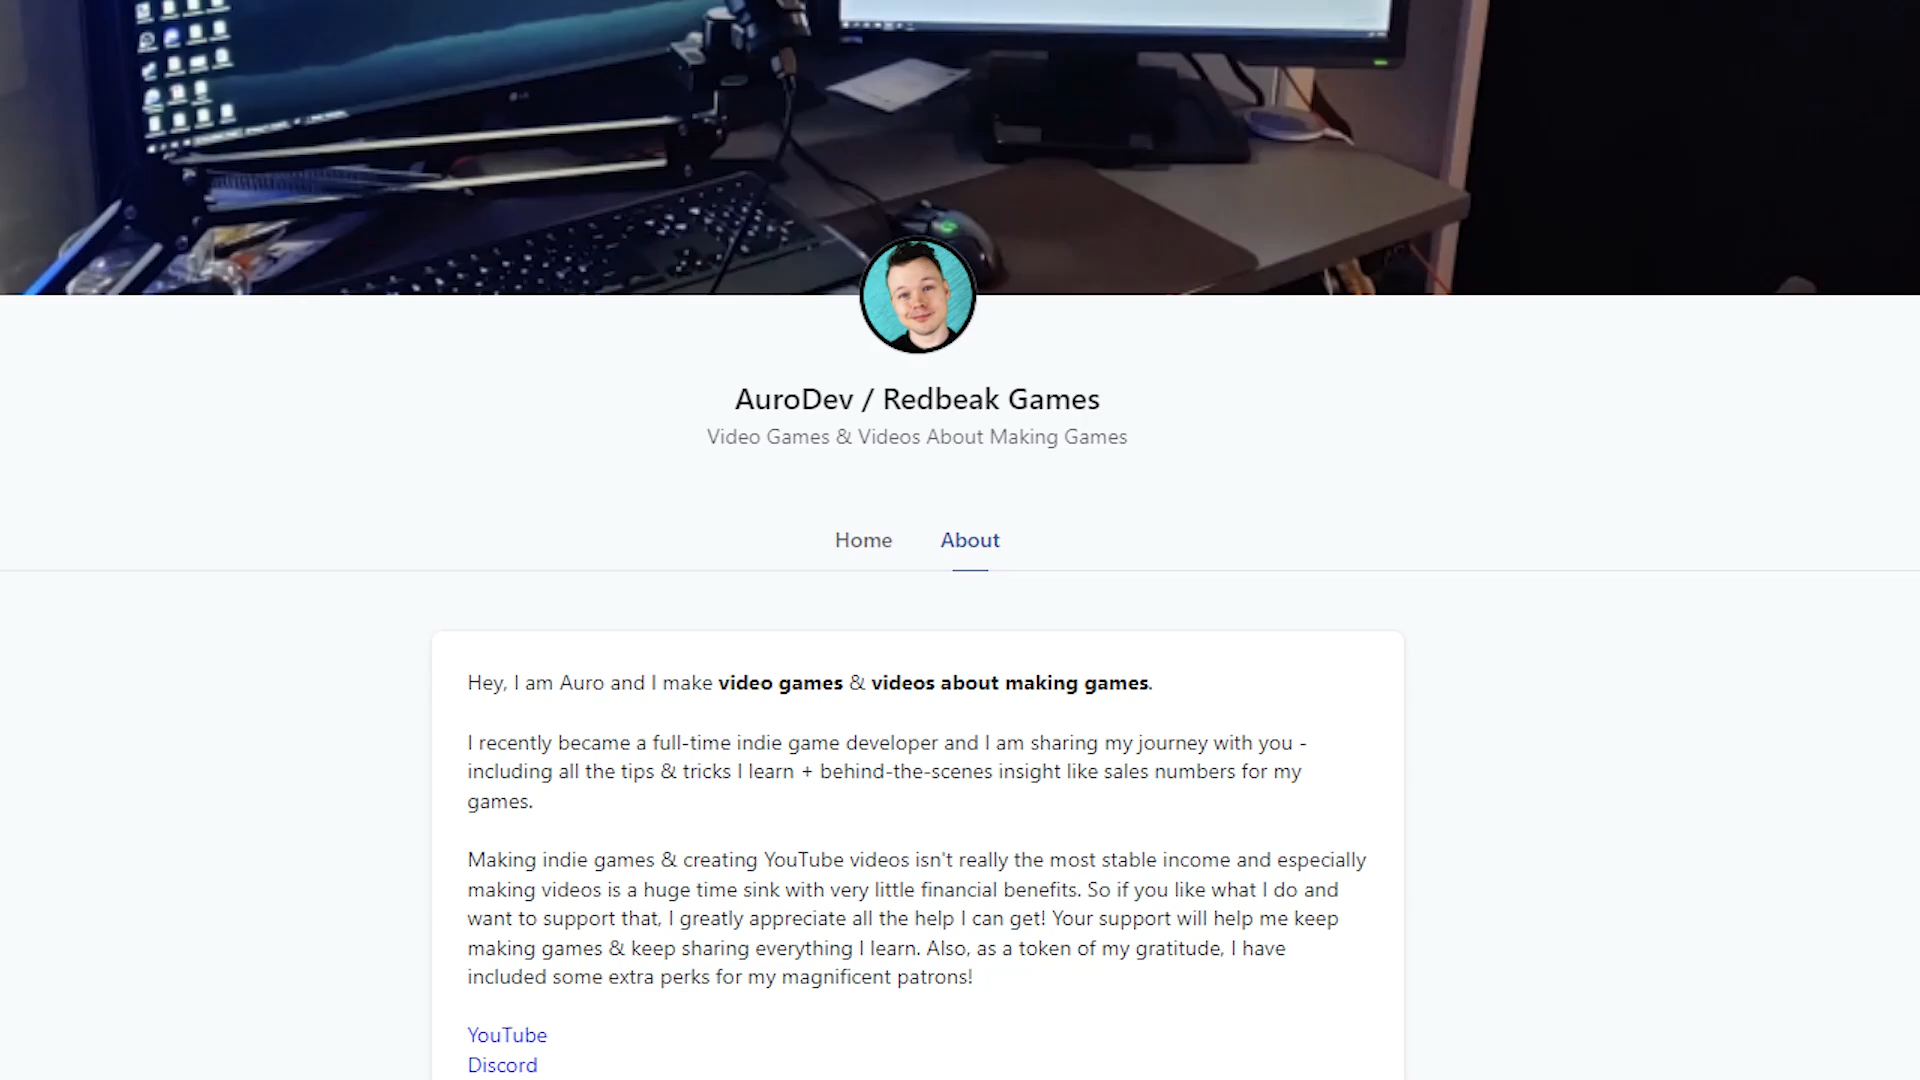 AuroDev / Redbeak Games
Video Games & Videos About Making Games
Home About
Hey, I am Auro and I make video games & videos about making games.
I recently became a full-time indie game developer and I am sharing my journey with you -
including all the tips & tricks I learn + behind-the-scenes insight like sales numbers for my
games.
Making indie games & creating YouTube videos isn't really the most stable income and especially
making videos is a huge time sink with very little financial benefits. So if you like what I do and
want to support that, I greatly appreciate all the help I can get! Your support will help me keep
making games & keep sharing everything I learn. Also, as a token of my gratitude, I have
included some extra perks for my magnificent patrons!
YouTube
Discord